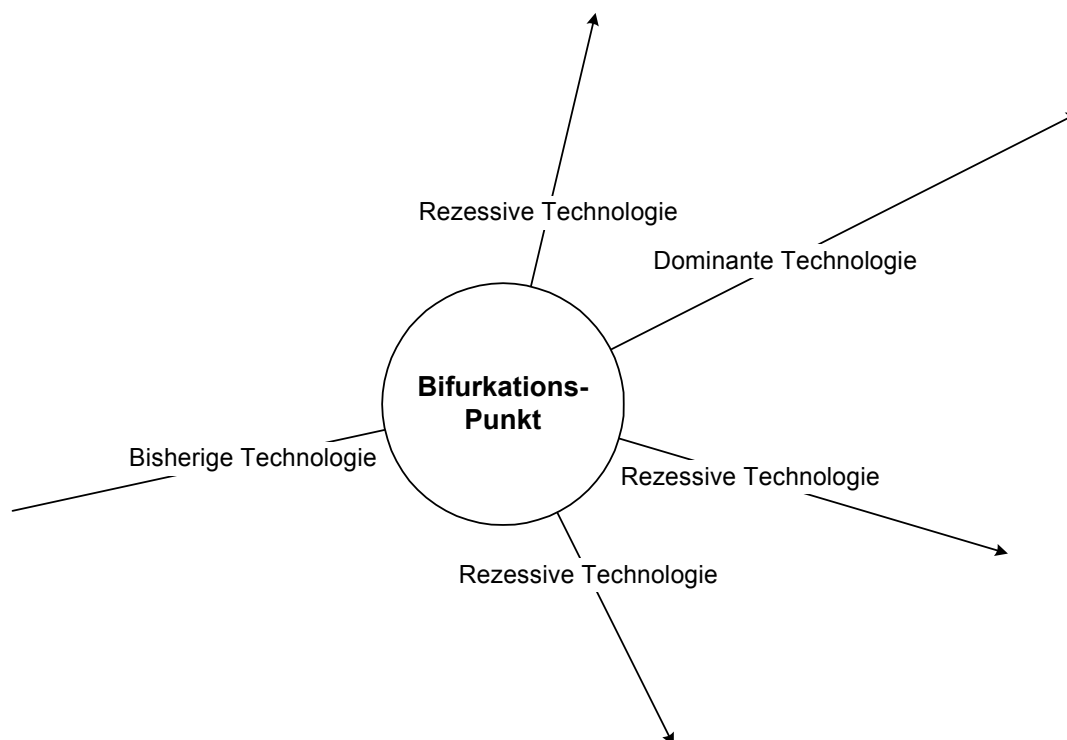 Rezessive Technologie
Dominante Technologie
Bifurkations-
Punkt
Bisherige Technologie
Rezessive Technologie
Rezessive Technologie